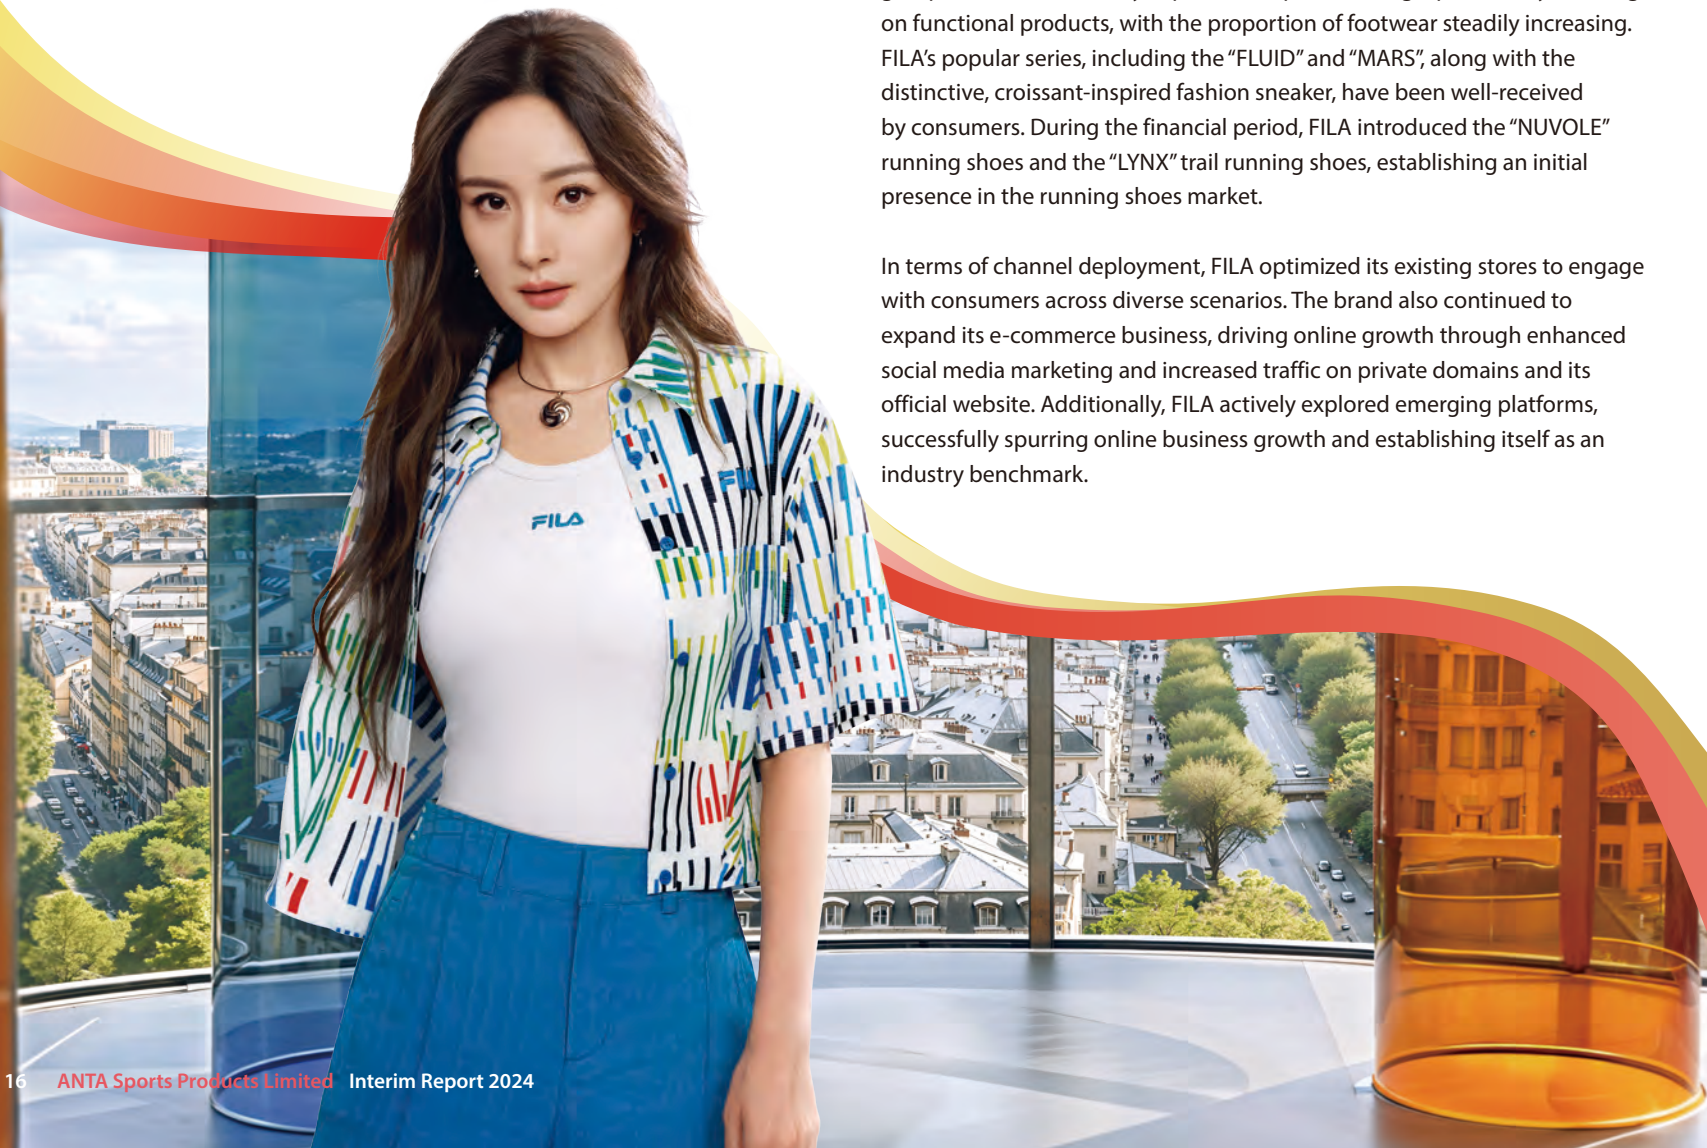 on functional products, with the proportion of footwear steadily increasing.
FILA’s popular series, including the “FLUID” and “MARS”, along with the
distinctive, croissant-inspired fashion sneaker, have been well-received
by consumers. During the financial period, FILA introduced the “NUVOLE”
running shoes and the “LYNX” trail running shoes, establishing an initial
presence in the running shoes market.
In terms of channel deployment, FILA optimized its existing stores to engage
with consumers across diverse scenarios. The brand also continued to
expand its e-commerce business, driving online growth through enhanced
social media marketing and increased traffic on private domains and its
official website. Additionally, FILA actively explored emerging platforms,
successfully spurring online business growth and establishing itself as an
industry benchmark.
FILA
16 ANTA Sports Products Limited Interim Report 2024